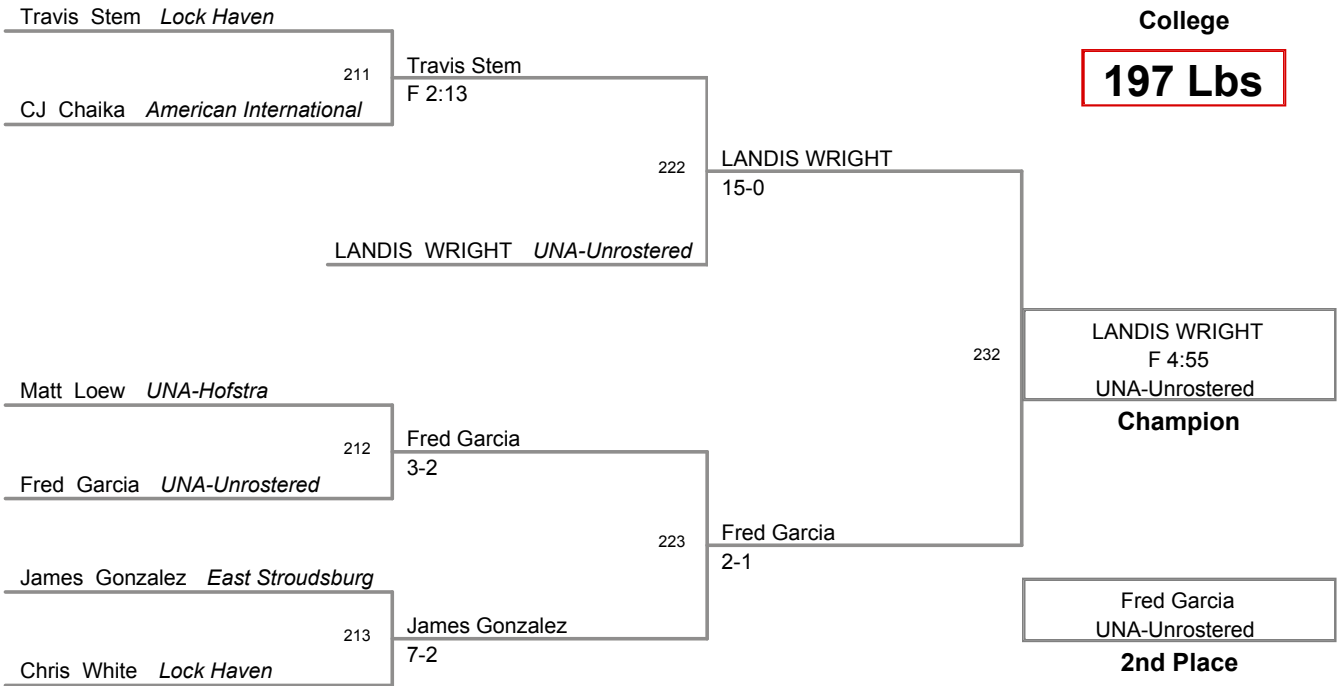 Travis Stem Lock Haven
College
211 Travis Stem
F 2:13
197 Lbs
CJ Chaika American International
222 LANDIS WRIGHT
15-0
LANDIS WRIGHT UNA-Unrostered
232
LANDIS WRIGHT
F 4:55
UNA-Unrostered
Champion
Matt Loew UNA-Hofstra
212 Fred Garcia
3-2
Fred Garcia UNA-Unrostered
223 Fred Garcia
2-1
James Gonzalez East Stroudsburg
213 James Gonzalez
7-2
Chris White Lock Haven
Fred Garcia
UNA-Unrostered
2nd Place